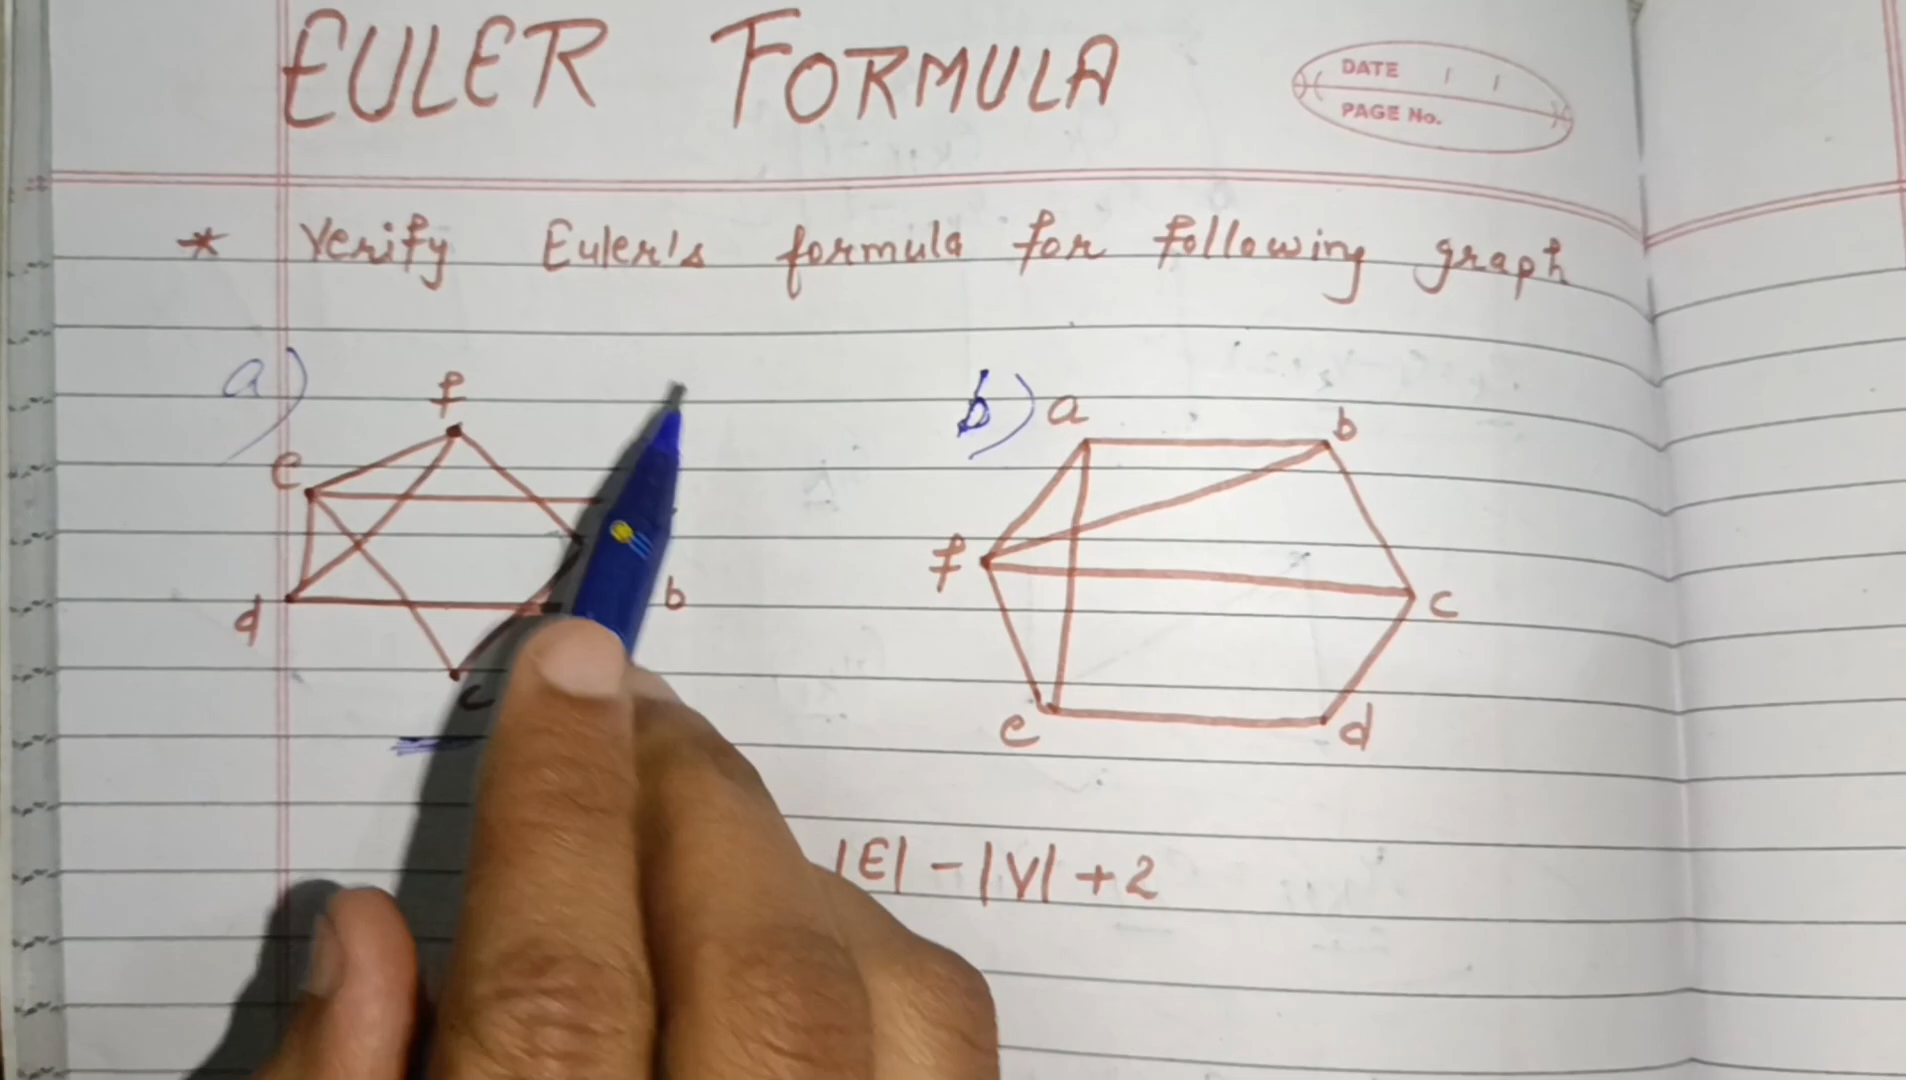 EULER FORMULA
DATE
PAGE No.
* Verify Euler's formula for following graph
a)
f
e
d
b
c
b)
a
b
f
c
e
d
|E| - |V| + 2